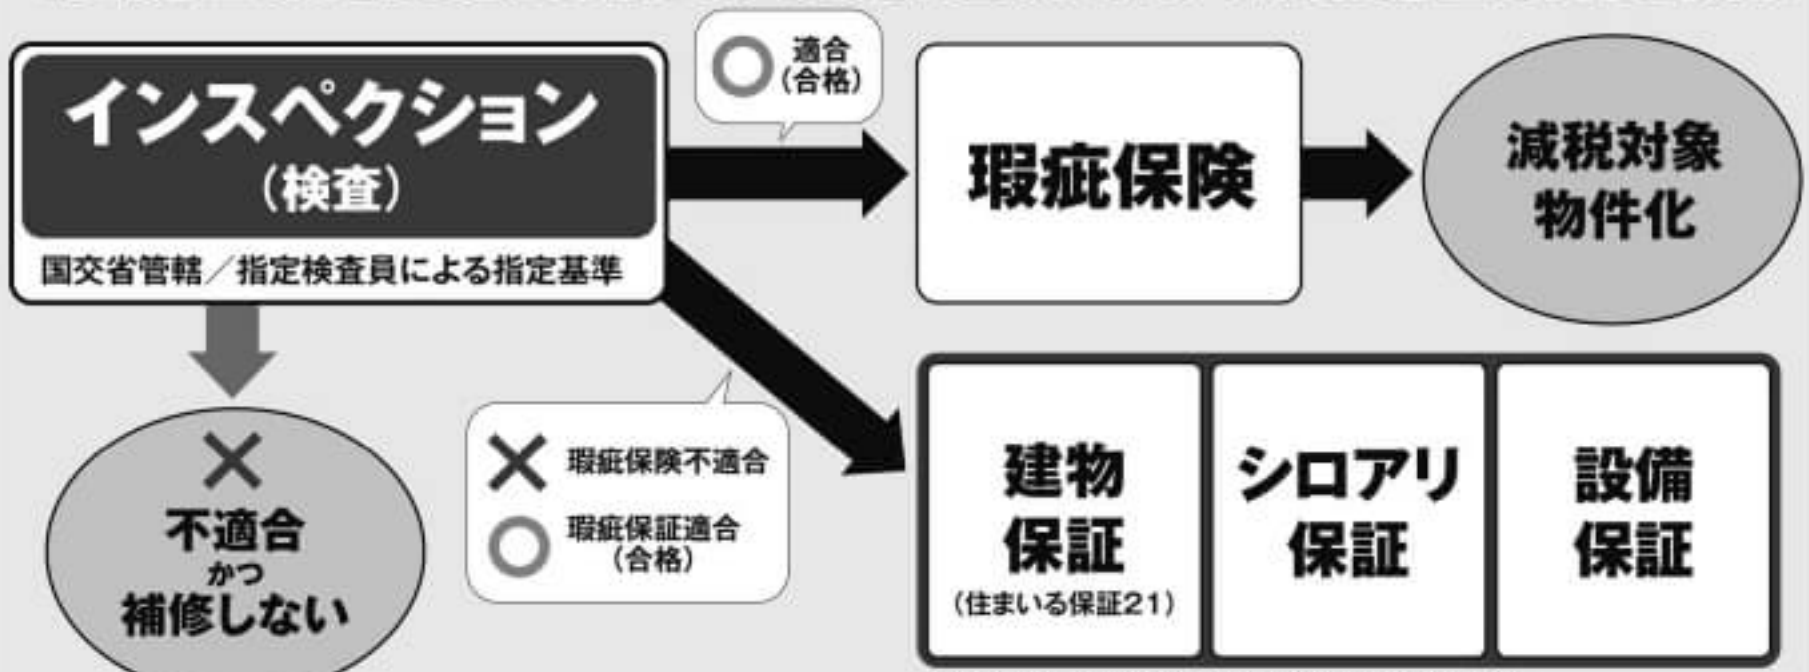 インスペクション
(検査)
国交省管轄/指定検査員による指定基準
○ 適合
(合格)
瑕疵保険
減税対象
物件化
× 
不適合
かつ
補修しない
× 瑕疵保険不適合
○ 瑕疵保証適合
(合格)
建物
保証
(住まいる保証21)
シロアリ
保証
設備
保証